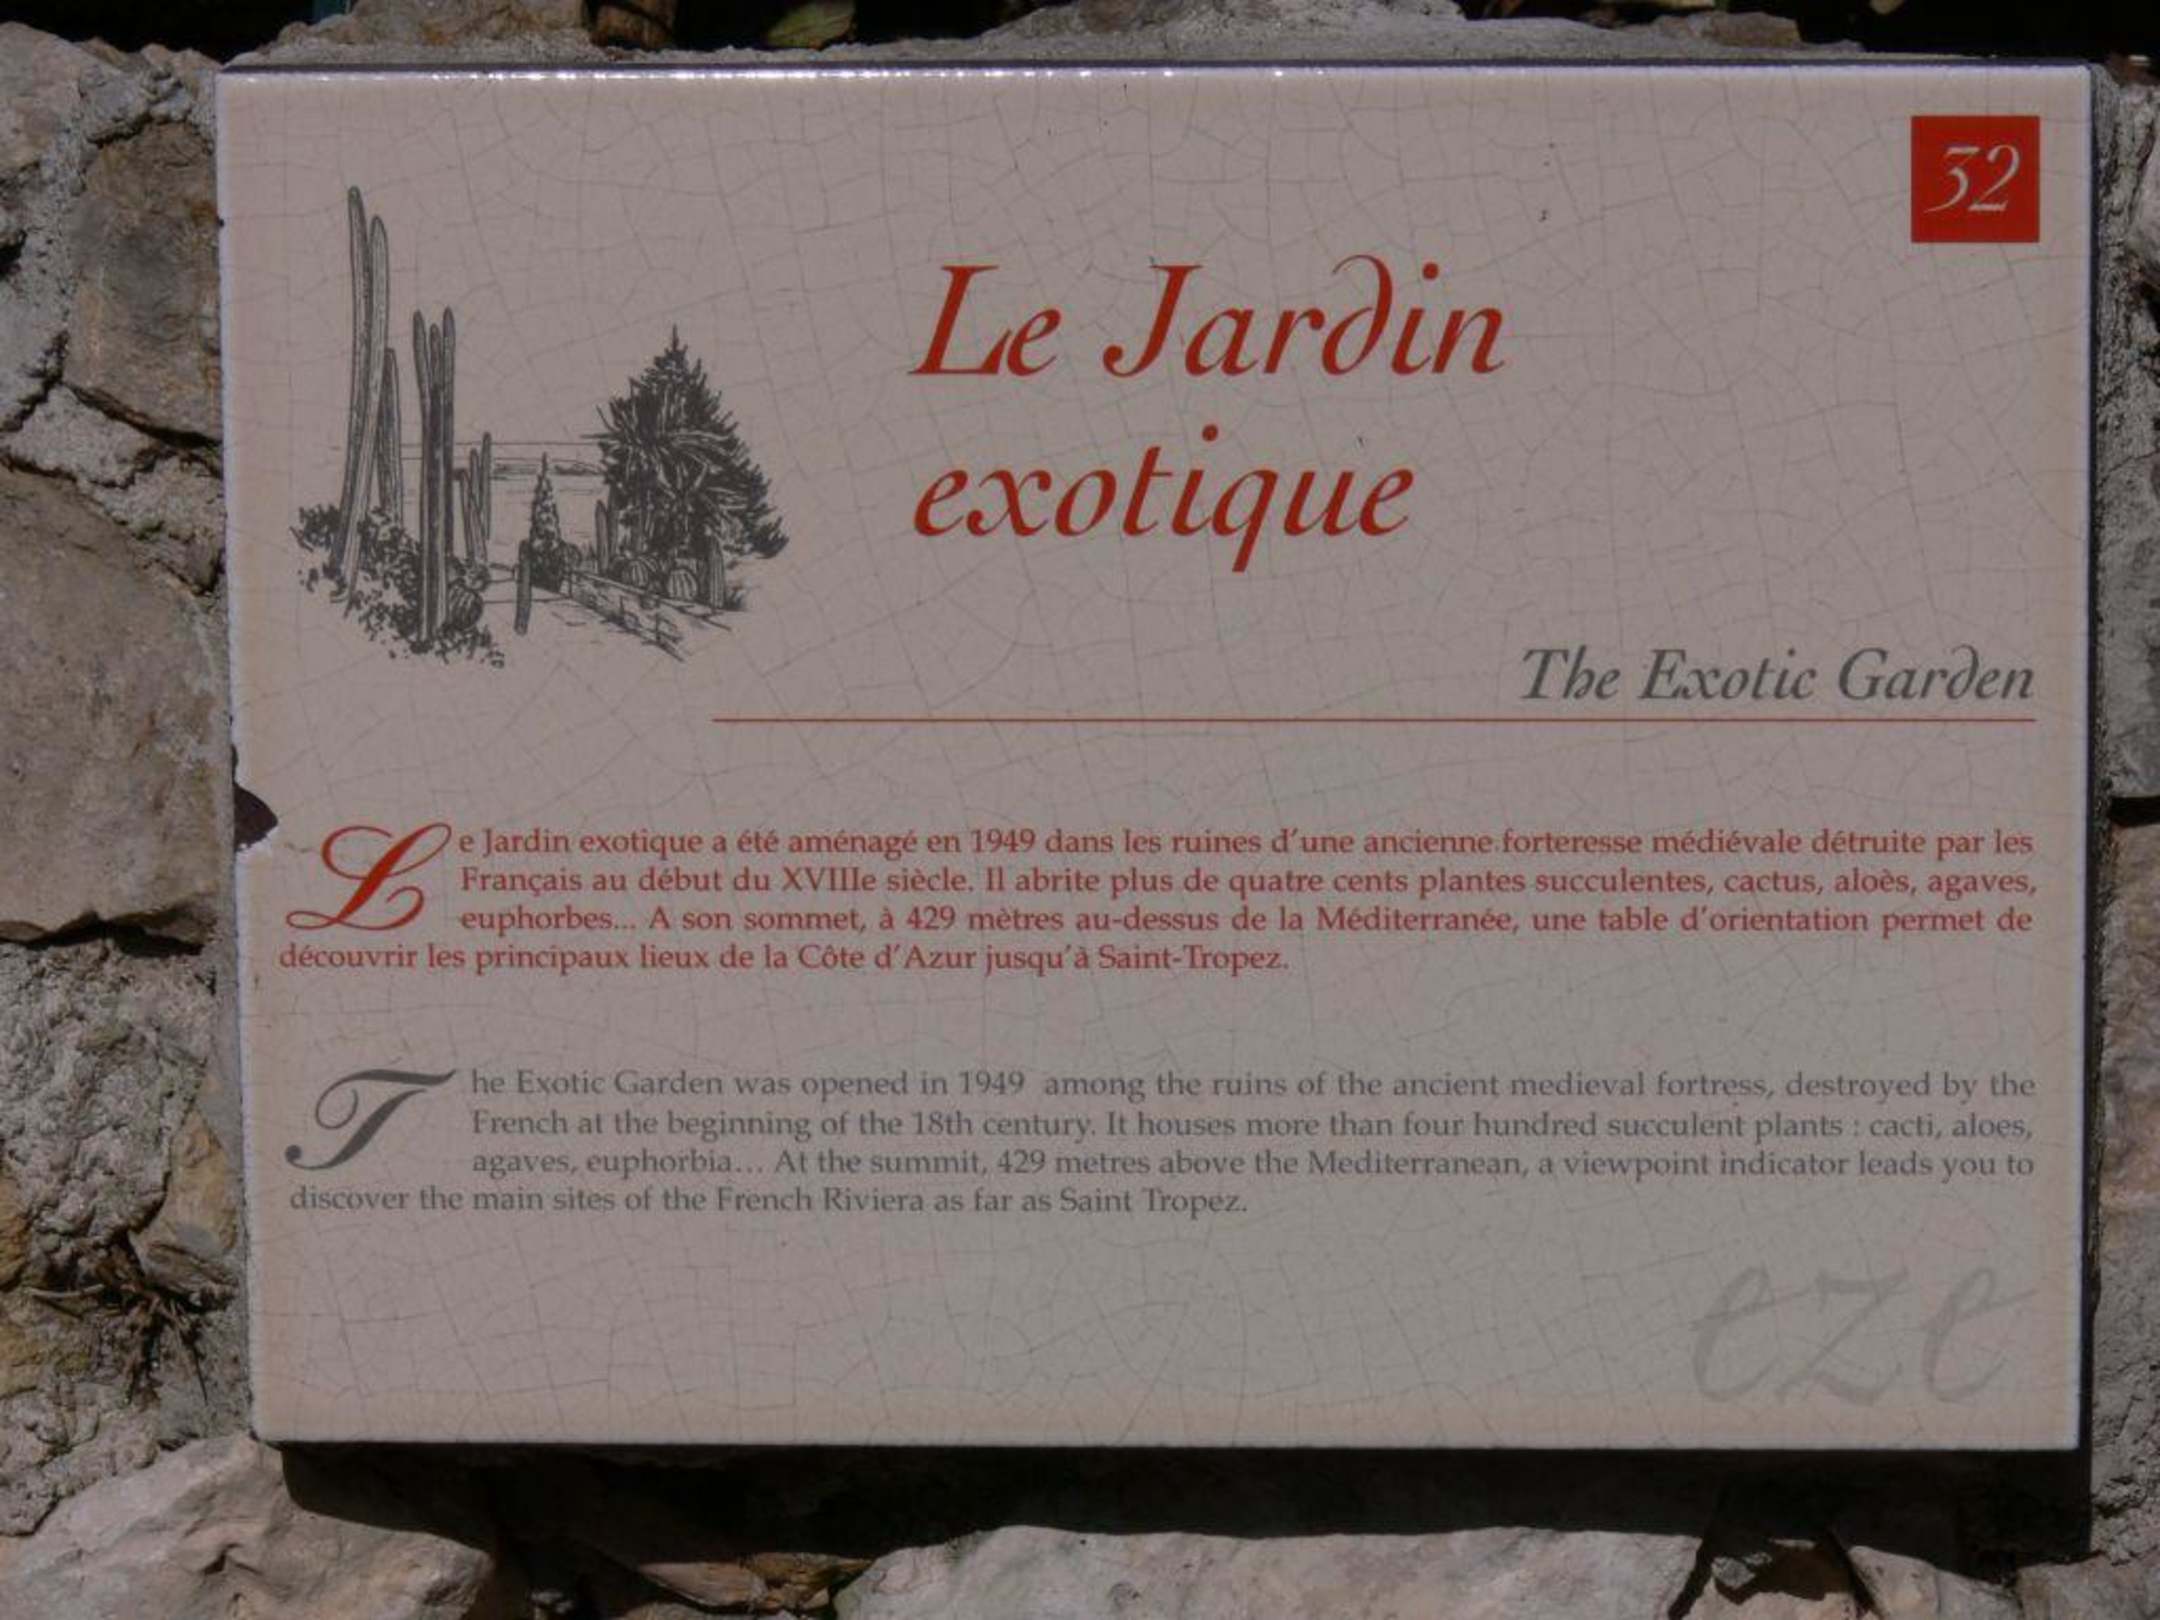 32
Le Jardin
exotique
The Exotic Garden
Le Jardin exotique a été aménagé en 1949 dans les ruines d'une ancienne forteresse médiévale détruite par les
Français au début du XVIIIe siècle. Il abrite plus de quatre cents plantes succulentes, cactus, aloès, agaves,
euphorbes... A son sommet, à 429 mètres au-dessus de la Méditerranée, une table d'orientation permet de
découvrir les principaux lieux de la Côte d'Azur jusqu'à Saint-Tropez.
The Exotic Garden was opened in 1949 among the ruins of the ancient medieval fortress, destroyed by the
French at the beginning of the 18th century. It houses more than four hundred succulent plants : cacti, aloes,
agaves, euphorbia... At the summit, 429 metres above the Mediterranean, a viewpoint indicator leads you to
discover the main sites of the French Riviera as far as Saint Tropez.
eze